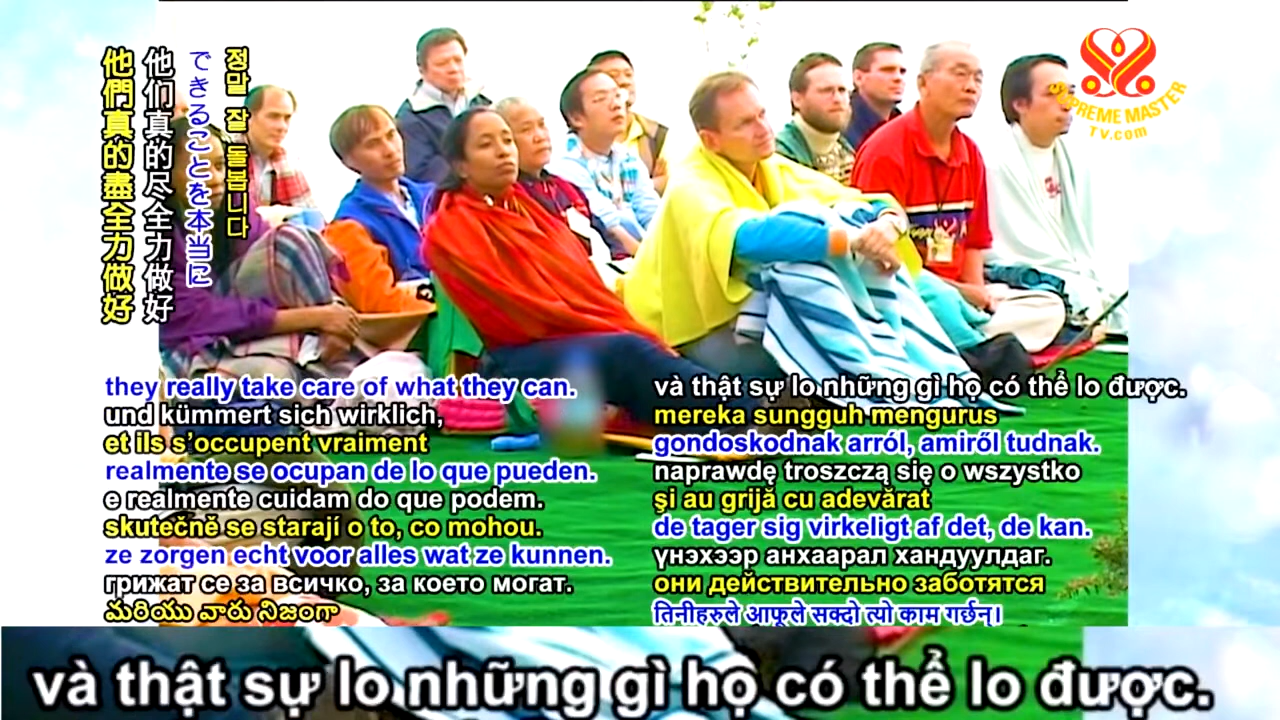 정말 잘 돌봅니다
できることを本当に
他们真的尽全力做好
他們真的盡全力做好
SUPREME MASTER
TV.com
they really take care of what they can.
und kümmert sich wirklich,
et ils s’occupent vraiment
realmente se ocupan de lo que pueden.
e realmente cuidam do que podem.
skutečně se starají o to, co mohou.
ze zorgen echt voor alles wat ze kunnen.
грижат се за всичко, за което могат.
మరియు వారు నిజంగా
và thật sự lo những gì họ có thể lo được.
mereka sungguh mengurus
gondoskodnak arról, amiről tudnak.
naprawdę troszczą się o wszystko
şi au grijă cu adevărat
de tager sig virkeligt af det, de kan.
үнэхээр анхаарал хандуулдаг.
они действительно заботятся
तिनीहरुले आफूले सक्दो त्यो काम गर्छन्।
và thật sự lo những gì họ có thể lo được.